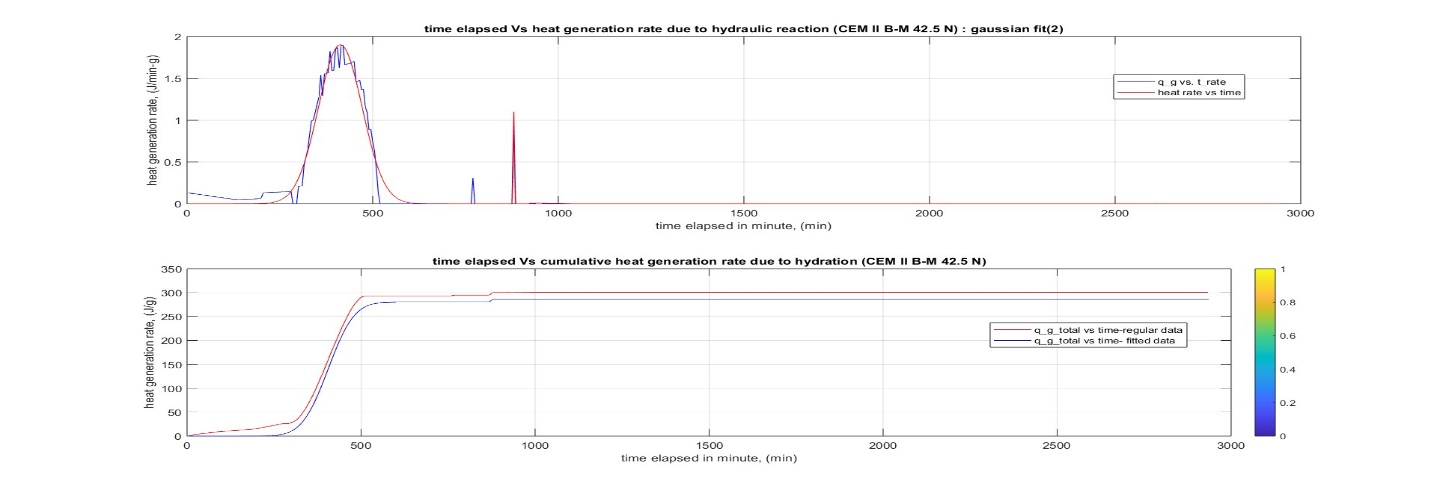 time elapsed Vs heat generation rate due to hydraulic reaction (CEM II B-M 42.5 N) : gaussian fit(2)
heat generation rate, (J/min-g)
2
1.5
1
0.5
0
q_g vs. t_rate
heat rate vs time
0 500 1000 1500 2000 2500 3000
time elapsed in minute, (min)
time elapsed Vs cumulative heat generation rate due to hydration (CEM II B-M 42.5 N)
heat generation rate, (J/g)
350
300
250
200
150
100
50
0
q_g_total vs time-regular data
q_g_total vs time- fitted data
0 500 1000 1500 2000 2500 3000
time elapsed in minute, (min)
1
0.8
0.6
0.4
0.2
0